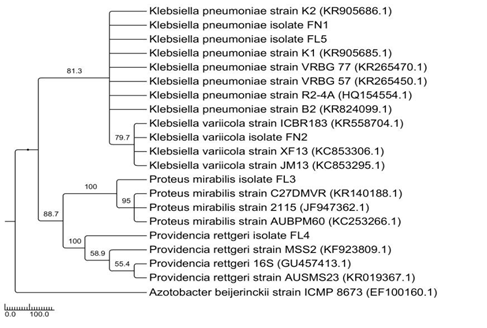 Klebsiella pneumoniae strain K2 (KR905686.1)
Klebsiella pneumoniae isolate FN1
Klebsiella pneumoniae isolate FL5
Klebsiella pneumoniae strain K1 (KR905685.1)
81.3
Klebsiella pneumoniae strain VRBG 77 (KR265470.1)
Klebsiella pneumoniae strain VRBG 57 (KR265450.1)
Klebsiella pneumoniae strain R2-4A (HQ154554.1)
Klebsiella pneumoniae strain B2 (KR824099.1)
Klebsiella variicola strain ICBR183 (KR558704.1)
79.7
Klebsiella variicola isolate FN2
Klebsiella variicola strain XF13 (KC853306.1)
Klebsiella variicola strain JM13 (KC853295.1)
Proteus mirabilis isolate FL3
100
Proteus mirabilis strain C27DMVR (KR140188.1)
95
Proteus mirabilis strain 2115 (JF947362.1)
88.7
Proteus mirabilis strain AUBPM60 (KC253266.1)
Providencia rettgeri isolate FL4
100
Providencia rettgeri strain MSS2 (KF923809.1)
58.9
Providencia rettgeri 16S (GU457413.1)
55.4
Providencia rettgeri strain AUSMS23 (KR019367.1)
Azotobacter beijerinckii strain ICMP 8673 (EF100160.1)
0.0 100.0